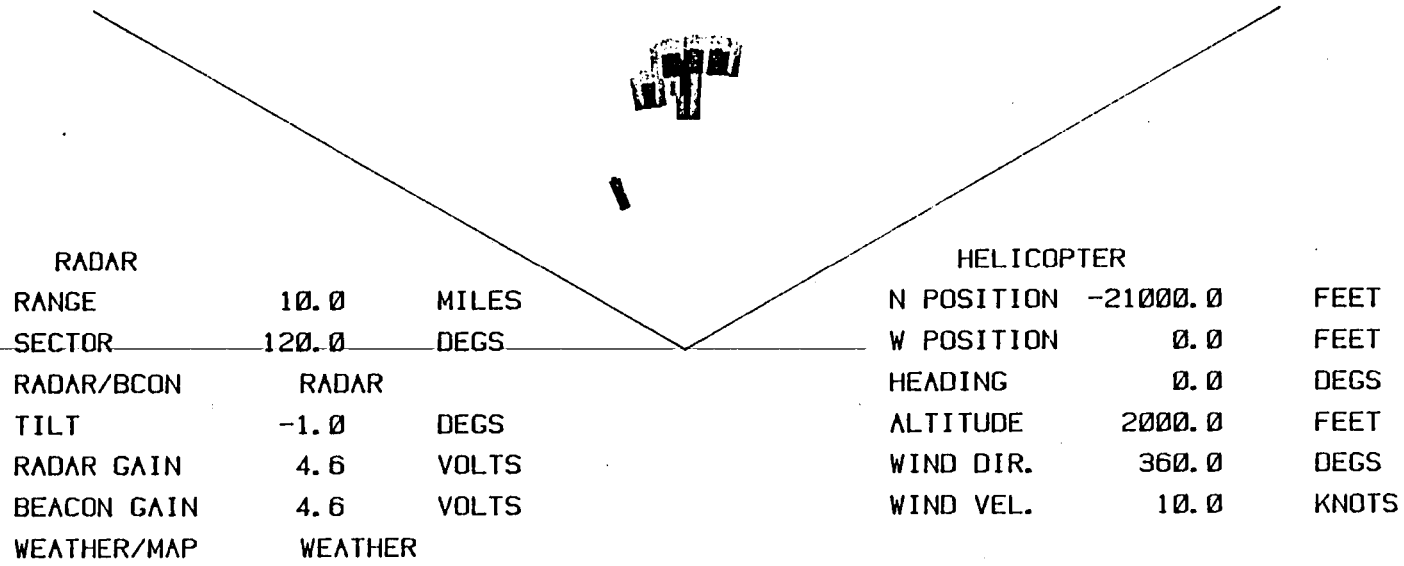 RADAR
RANGE 10.0 MILES
SECTOR 120.0 DEGS
RADAR/BCON RADAR
TILT -1.0 DEGS
RADAR GAIN 4.6 VOLTS
BEACON GAIN 4.6 VOLTS
WEATHER/MAP WEATHER
HELICOPTER
N POSITION -21000.0 FEET
W POSITION 0.0 FEET
HEADING 0.0 DEGS
ALTITUDE 2000.0 FEET
WIND DIR. 360.0 DEGS
WIND VEL. 10.0 KNOTS